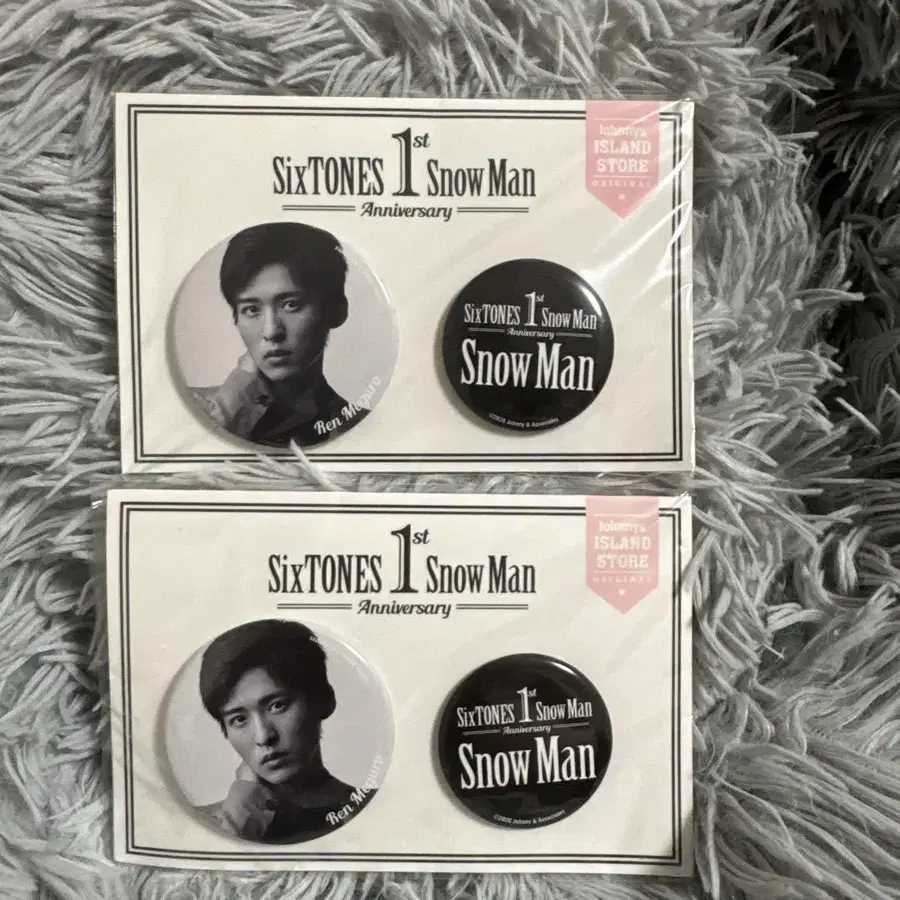 SixTONES 1st Snow Man
Anniversary
Johnny's
ISLAND
STORE
ORIGINAL
Ren Meguro
SixTONES 1st Snow Man
Anniversary
Snow Man
©2020 Johnny & Associates
SixTONES 1st Snow Man
Anniversary
Johnny's
ISLAND
STORE
ORIGINAL
Ren Meguro
SixTONES 1st Snow Man
Anniversary
Snow Man
©2020 Johnny & Associates